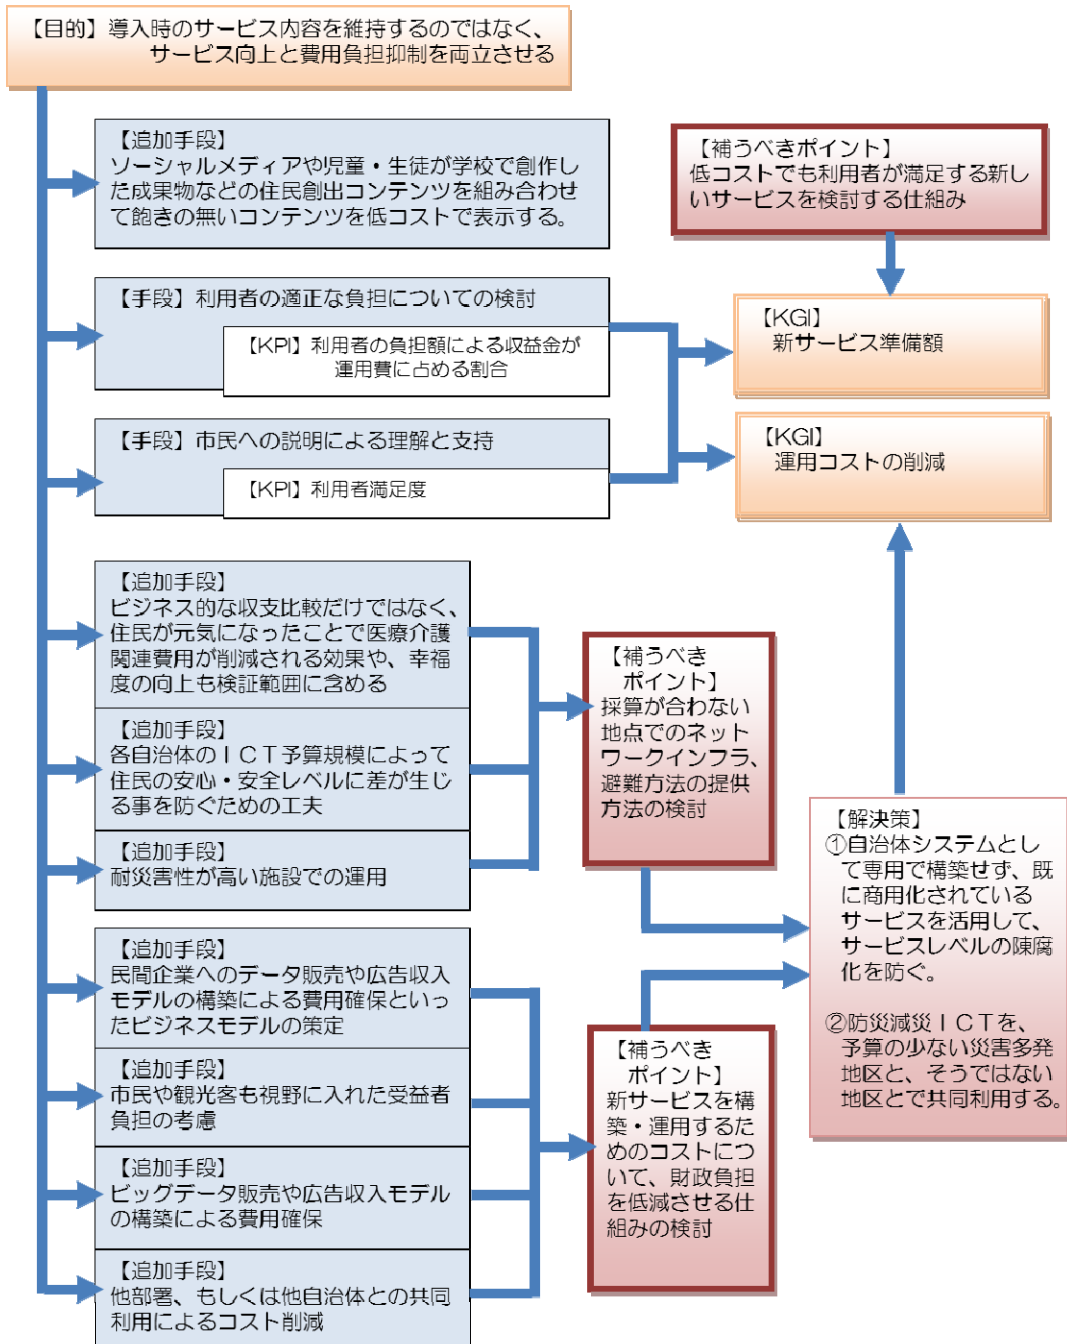 【目的】導入時のサービス内容を維持するのではなく、
サービス向上と費用負担抑制を両立させる
【追加手段】
ソーシャルメディアや児童・生徒が学校で創作し
た成果物などの住民創出コンテンツを組み合わせ
て飽きの無いコンテンツを低コストで表示する。
【補うべきポイント】
低コストでも利用者が満足する新し
いサービスを検討する仕組み
【手段】利用者の適正な負担についての検討
【KPI】利用者の負担額による収益金が
運用費に占める割合
【KGI】
新サービス準備額
【手段】市民への説明による理解と支持
【KPI】利用者満足度
【KGI】
運用コストの削減
【追加手段】
ビジネス的な収支比較だけではなく、
住民が元気になったことで医療介護
関連費用が削減される効果や、幸福
度の向上も検証範囲に含める
【追加手段】
各自治体のＩＣＴ予算規模によって
住民の安心・安全レベルに差が生じ
る事を防ぐための工夫
【追加手段】
耐災害性が高い施設での運用
【補うべき
ポイント】
採算が合わない
地点でのネット
ワークインフラ、
避難方法の提供
方法の検討
【解決策】
①自治体システムとし
て専用で構築せず、既
に商用化されている
サービスを活用して、
サービスレベルの陳腐
化を防ぐ。
②防災減災ＩＣＴを、
予算の少ない災害多発
地区と、そうではない
地区とで共同利用する。
【追加手段】
民間企業へのデータ販売や広告収入
モデルの構築による費用確保といっ
たビジネスモデルの策定
【追加手段】
市民や観光客も視野に入れた受益者
負担の考慮
【追加手段】
ビッグデータ販売や広告収入モデル
の構築による費用確保
【追加手段】
他部署、もしくは他自治体との共同
利用によるコスト削減
【補うべき
ポイント】
新サービスを構
築・運用するた
めのコストにつ
いて、財政負担
を低減させる仕
組みの検討